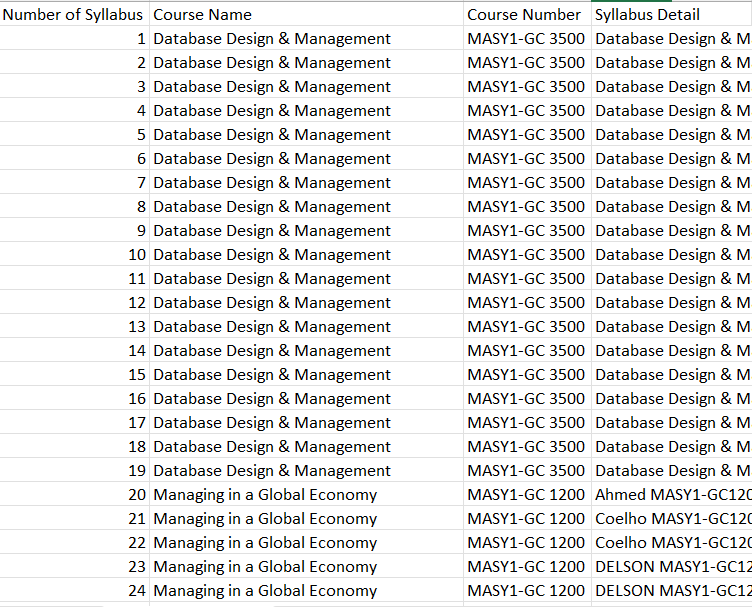 Number of Syllabus Course Name Course Number Syllabus Detail
1 Database Design & Management MASY1-GC 3500 Database Design & M
2 Database Design & Management MASY1-GC 3500 Database Design & M
3 Database Design & Management MASY1-GC 3500 Database Design & M
4 Database Design & Management MASY1-GC 3500 Database Design & M
5 Database Design & Management MASY1-GC 3500 Database Design & M
6 Database Design & Management MASY1-GC 3500 Database Design & M
7 Database Design & Management MASY1-GC 3500 Database Design & M
8 Database Design & Management MASY1-GC 3500 Database Design & M
9 Database Design & Management MASY1-GC 3500 Database Design & M
10 Database Design & Management MASY1-GC 3500 Database Design & M
11 Database Design & Management MASY1-GC 3500 Database Design & M
12 Database Design & Management MASY1-GC 3500 Database Design & M
13 Database Design & Management MASY1-GC 3500 Database Design & M
14 Database Design & Management MASY1-GC 3500 Database Design & M
15 Database Design & Management MASY1-GC 3500 Database Design & M
16 Database Design & Management MASY1-GC 3500 Database Design & M
17 Database Design & Management MASY1-GC 3500 Database Design & M
18 Database Design & Management MASY1-GC 3500 Database Design & M
19 Database Design & Management MASY1-GC 3500 Database Design & M
20 Managing in a Global Economy MASY1-GC 1200 Ahmed MASY1-GC120
21 Managing in a Global Economy MASY1-GC 1200 Coelho MASY1-GC120
22 Managing in a Global Economy MASY1-GC 1200 Coelho MASY1-GC120
23 Managing in a Global Economy MASY1-GC 1200 DELSON MASY1-GC12
24 Managing in a Global Economy MASY1-GC 1200 DELSON MASY1-GC12